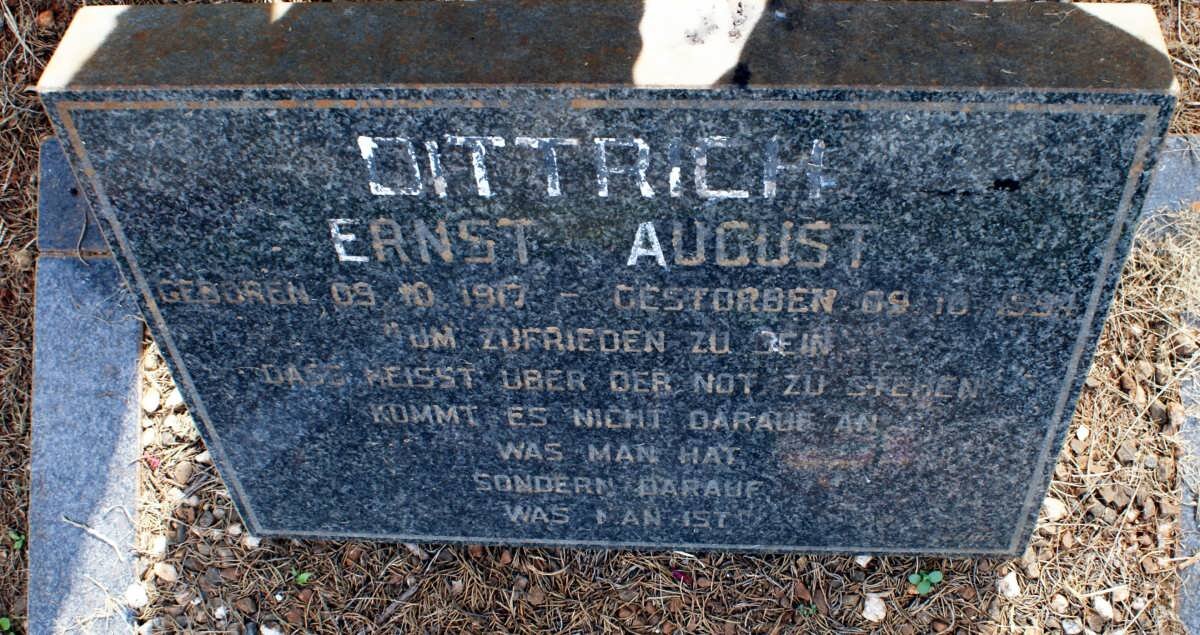 DITTRICH
ERNST AUGUST
GEBOREN 09 10 1917 - GESTORBEN 09 10 1994
"UM ZUFRIEDEN ZU SEIN
DASS HEISST ÜBER DER NOT ZU STEHEN
KOMMT ES NICHT DARAUF AN
WAS MAN HAT
SONDERN DARAUF
WAS MAN IST"